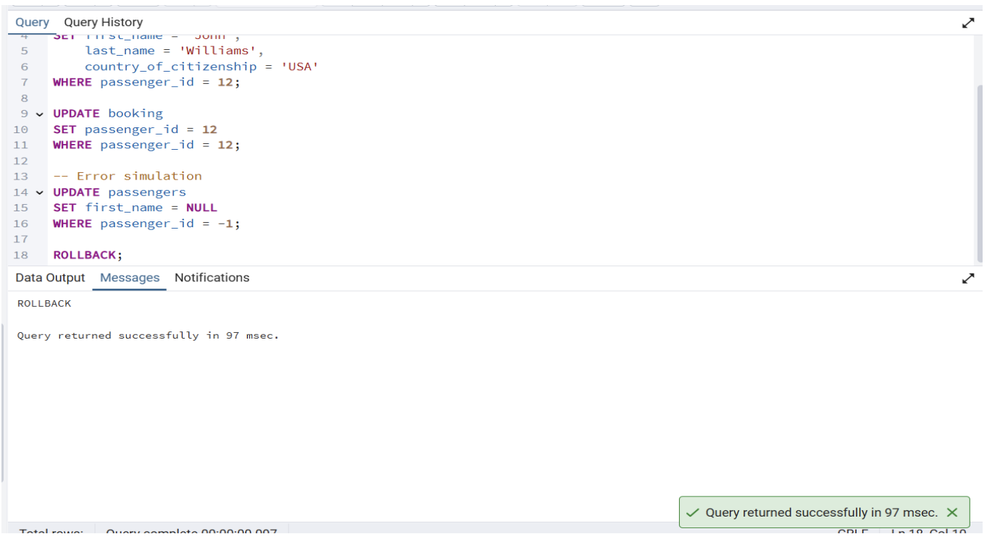 Query Query History
4 SET first_name = 'John',
5 last_name = 'Williams',
6 country_of_citizenship = 'USA'
7 WHERE passenger_id = 12;
8
9 UPDATE booking
10 SET passenger_id = 12
11 WHERE passenger_id = 12;
12
13 -- Error simulation
14 UPDATE passengers
15 SET first_name = NULL
16 WHERE passenger_id = -1;
17
18 ROLLBACK;
Data Output Messages Notifications
ROLLBACK
Query returned successfully in 97 msec.
Query returned successfully in 97 msec.
Total rows: Query complete 00:00:00.097 CRLF Ln 18, Col 10